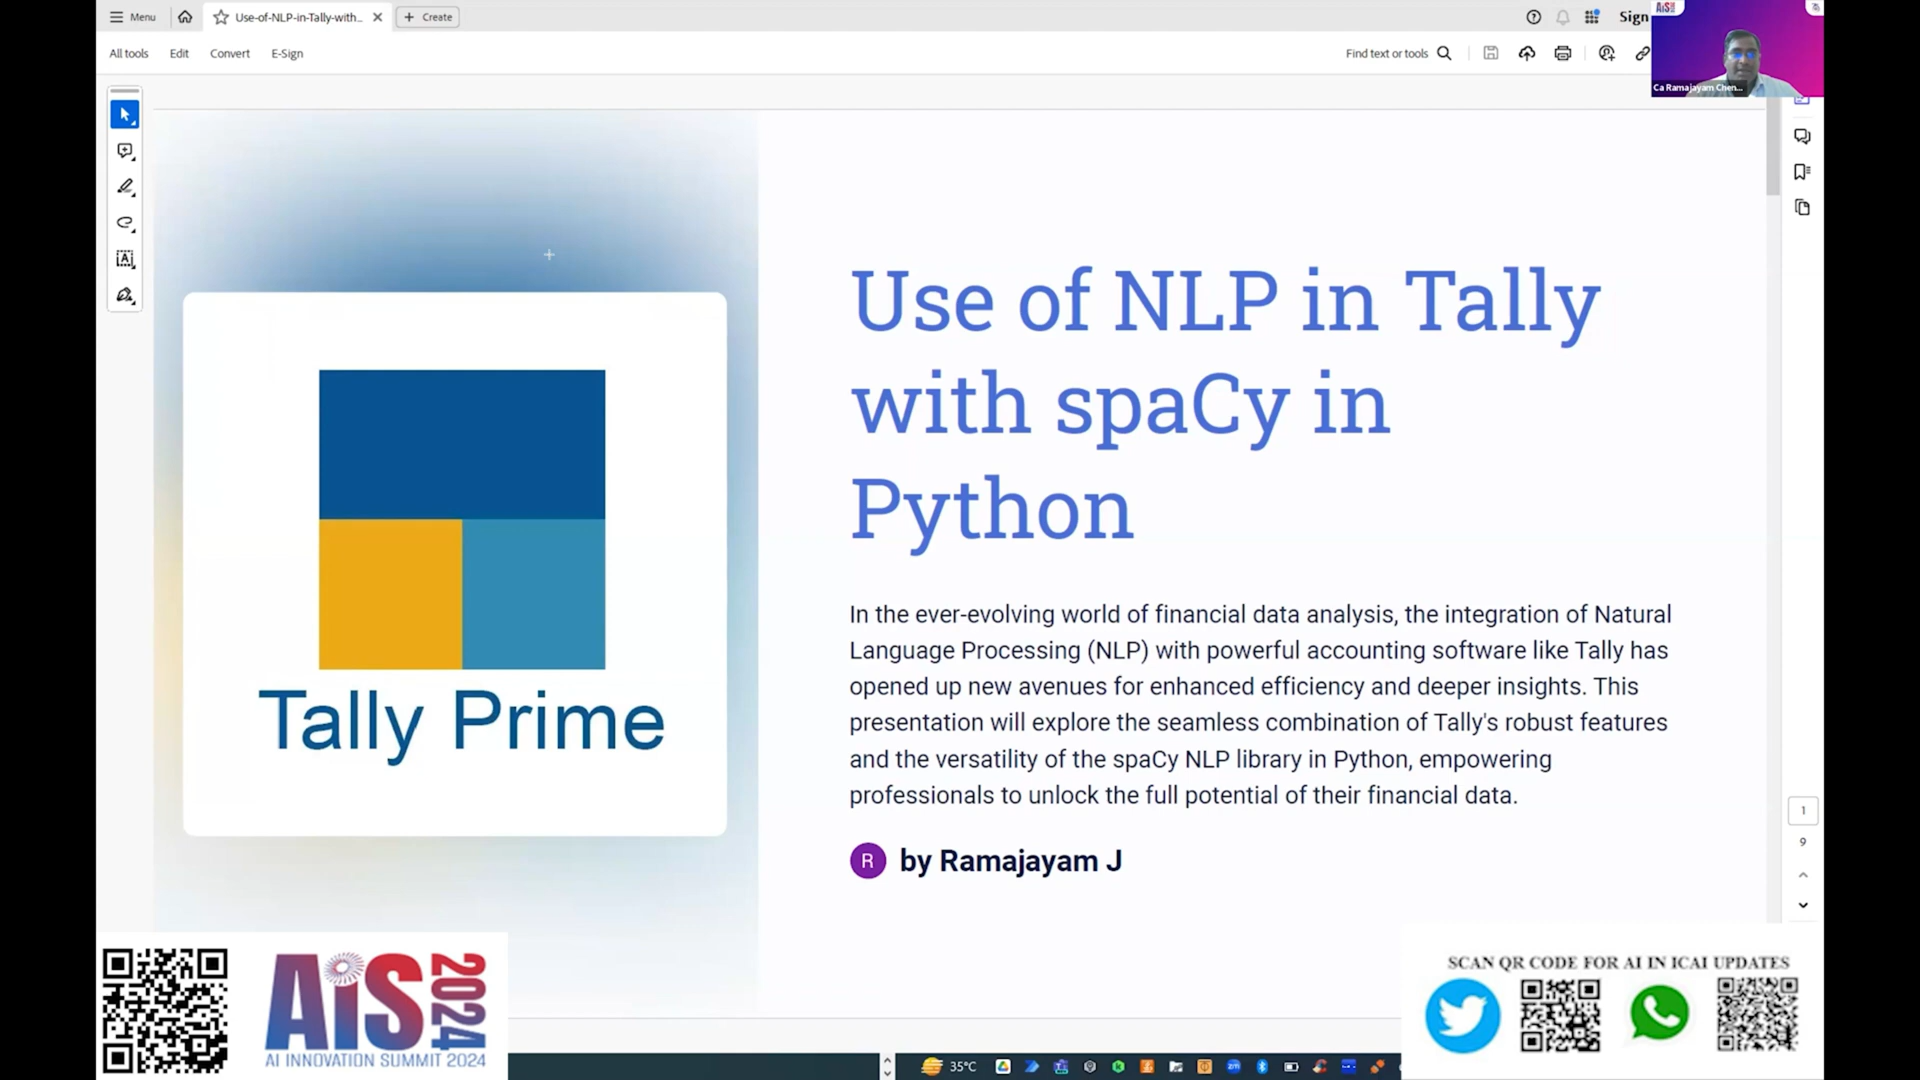 Menu
Use-of-NLP-in-Tally-with...
Create
Sign
All tools
Edit
Convert
E-Sign
Find text or tools
AiS
Ca Ramajayam Chen...
Use of NLP in Tally
with spaCy in
Python
Tally Prime
In the ever-evolving world of financial data analysis, the integration of Natural
Language Processing (NLP) with powerful accounting software like Tally has
opened up new avenues for enhanced efficiency and deeper insights. This
presentation will explore the seamless combination of Tally's robust features
and the versatility of the spaCy NLP library in Python, empowering
professionals to unlock the full potential of their financial data.
R
by Ramajayam J
1
9
AiS 2024
AI INNOVATION SUMMIT 2024
SCAN QR CODE FOR AI IN ICAI UPDATES
35°C
zm